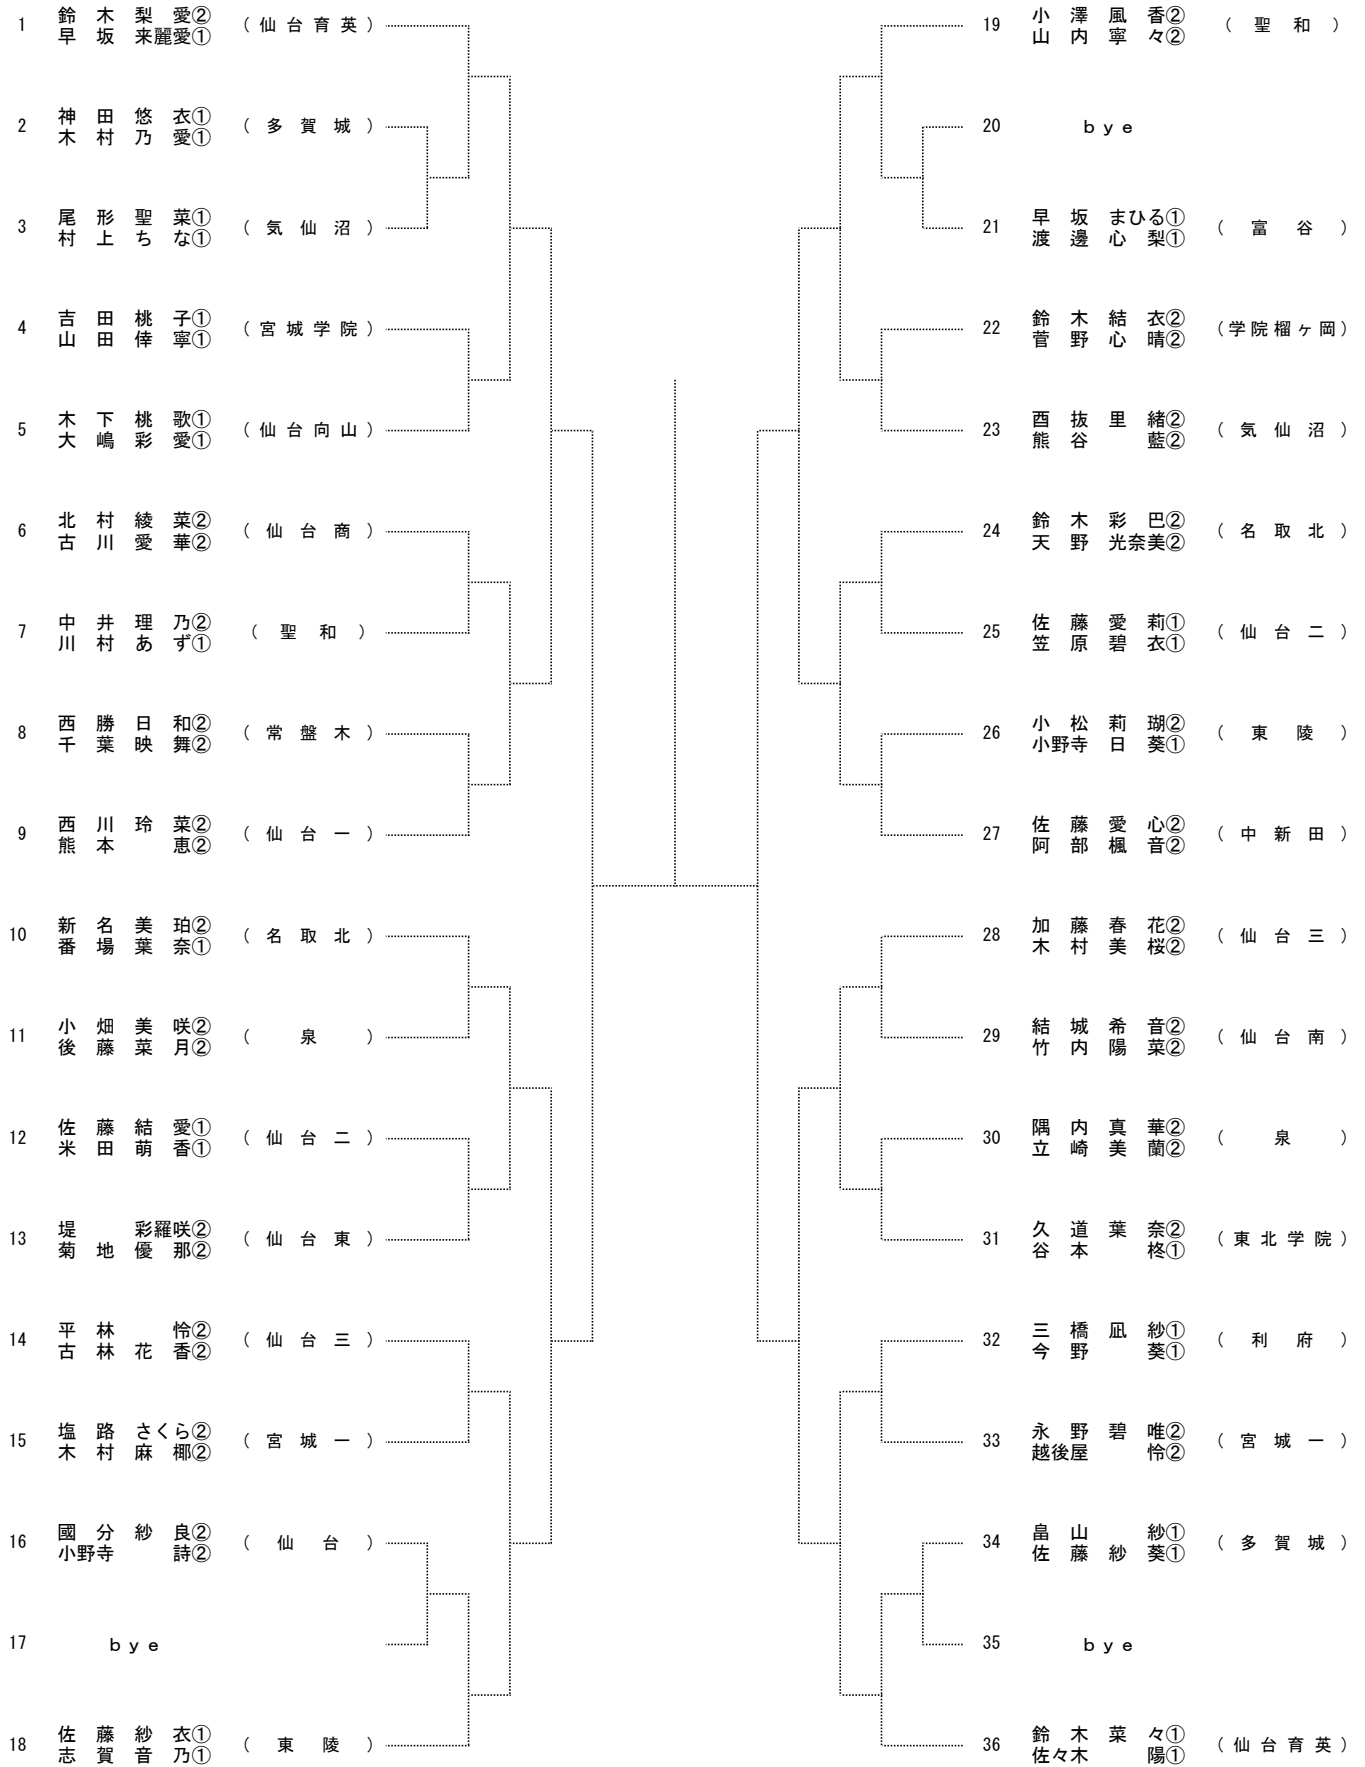 1 鈴木梨愛② (仙台育英)
早坂来麗愛①
2 神田悠衣① (多賀城)
木村乃愛①
3 尾形聖菜① (気仙沼)
村上ちな①
4 吉田桃子① (宮城学院)
山田倖寧①
5 木下桃歌① (仙台向山)
大嶋彩愛①
6 北村綾菜② (仙台商)
古川愛華②
7 中井理乃② (聖和)
川村あず①
8 西勝日和② (常盤木)
千葉映舞②
9 西川玲菜② (仙台一)
熊本恵②
10 新名美珀② (名取北)
番場葉奈①
11 小畑美咲② (泉)
後藤菜月②
12 佐藤結愛① (仙台二)
米田萌香①
13 堤彩羅咲② (仙台東)
菊地優那②
14 平林怜② (仙台三)
古林花香②
15 塩路さくら② (宮城一)
木村麻椰②
16 國分紗良② (仙台)
小野寺詩②
17 bye
18 佐藤紗衣① (東陵)
志賀音乃①
19 小澤風香② (聖和)
山内寧々②
20 bye
21 早坂まひる① (富谷)
渡邊心梨①
22 鈴木結衣② (学院榴ヶ岡)
菅野心晴②
23 酉抜里緒② (気仙沼)
熊谷藍②
24 鈴木彩巴② (名取北)
天野光奈美②
25 佐藤愛莉① (仙台二)
笠原碧衣①
26 小松莉瑚② (東陵)
小野寺日葵①
27 佐藤愛心② (中新田)
阿部楓音②
28 加藤春花② (仙台三)
木村美桜②
29 結城希音② (仙台南)
竹内陽菜②
30 隅内真華② (泉)
立崎美蘭②
31 久道葉奈② (東北学院)
谷本柊①
32 三橋凪紗① (利府)
今野葵①
33 永野碧唯② (宮城一)
越後屋怜②
34 畠山紗① (多賀城)
佐藤紗葵①
35 bye
36 鈴木菜々① (仙台育英)
佐々木陽①